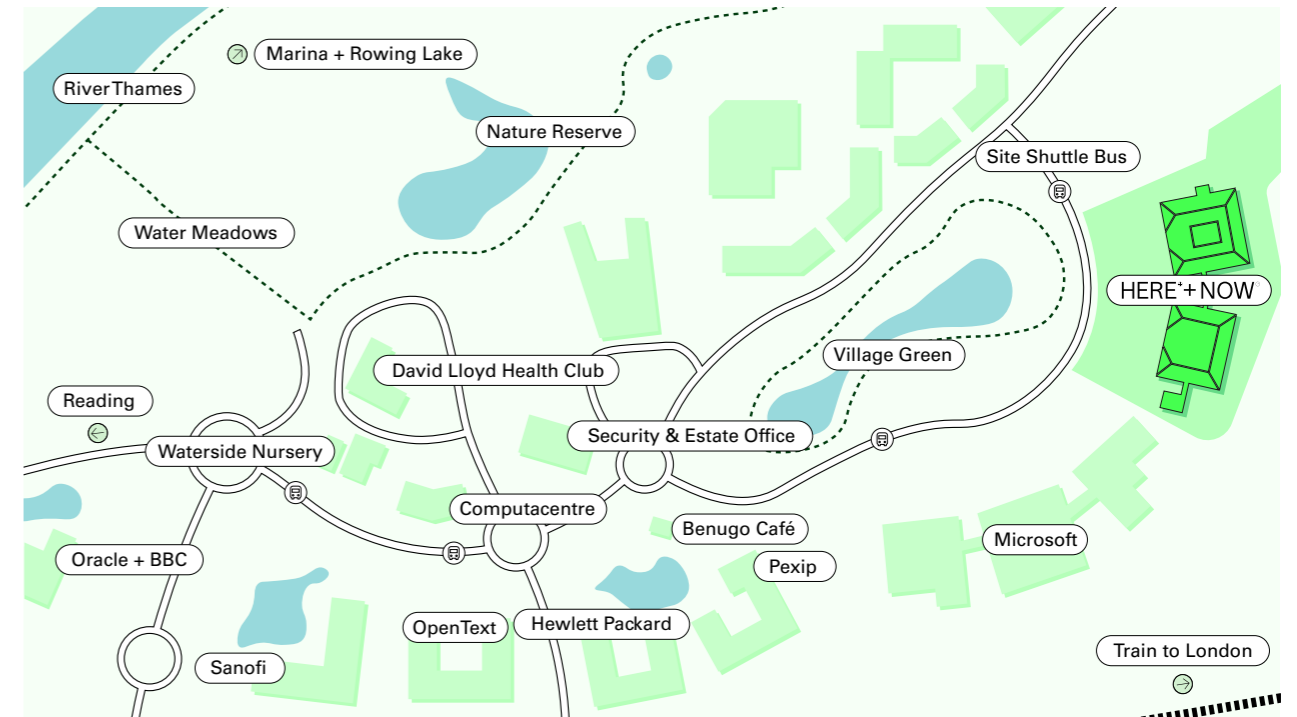 Marina + Rowing Lake
River Thames
Nature Reserve
Site Shuttle Bus
Water Meadows
HERE + NOW
Village Green
David Lloyd Health Club
Reading
Security & Estate Office
Waterside Nursery
Computacentre
Benugo Café
Microsoft
Oracle + BBC
Pexip
Hewlett Packard
OpenText
Train to London
Sanofi